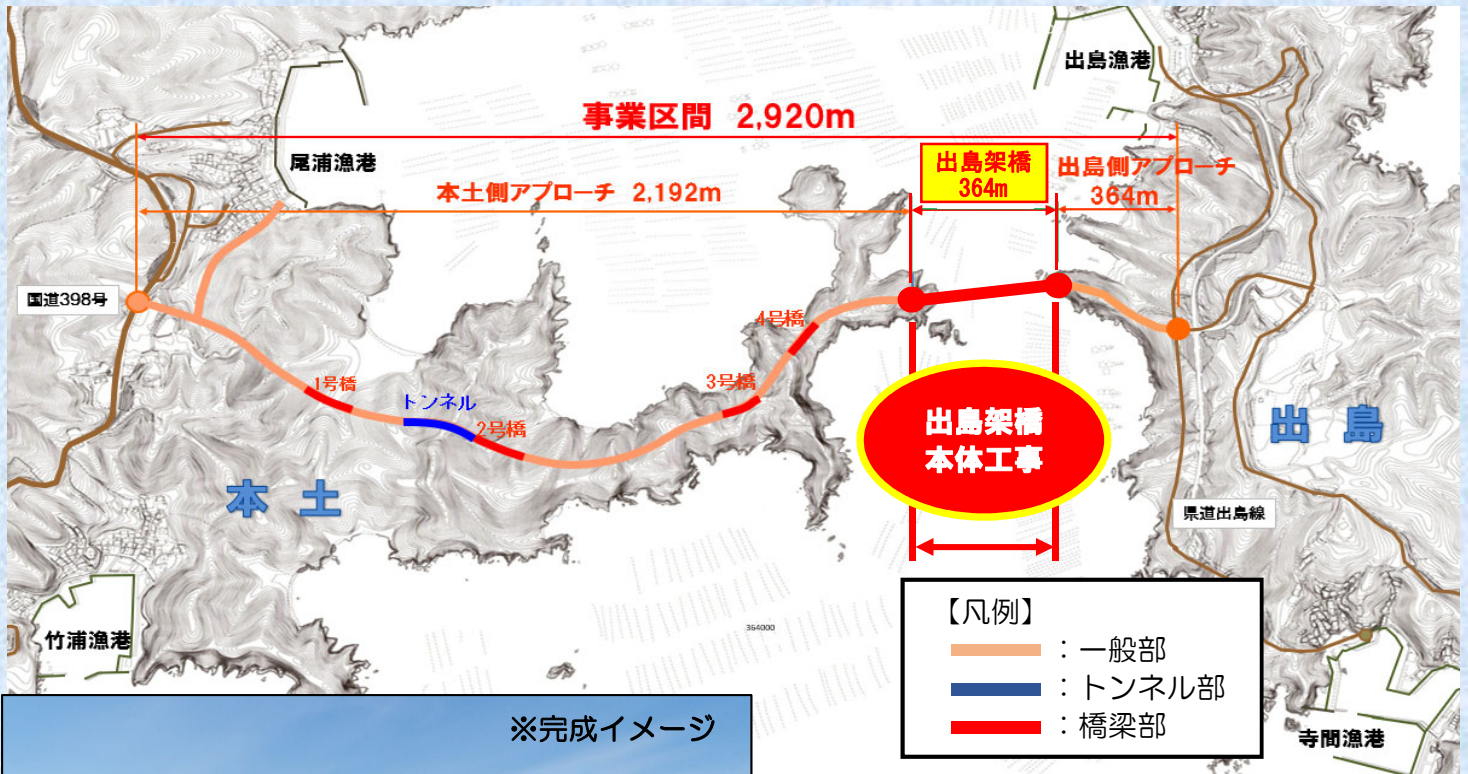 出島漁港
事業区間 2,920m
尾浦漁港
出島架橋
364m
出島側アプローチ
364m
本土側アプローチ 2,192m
国道398号
4号橋
3号橋
1号橋
トンネル
2号橋
出島架橋
本体工事
出島
本土
県道出島線
竹浦漁港
364000
【凡例】
：一般部
：トンネル部
：橋梁部
寺間漁港
※完成イメージ